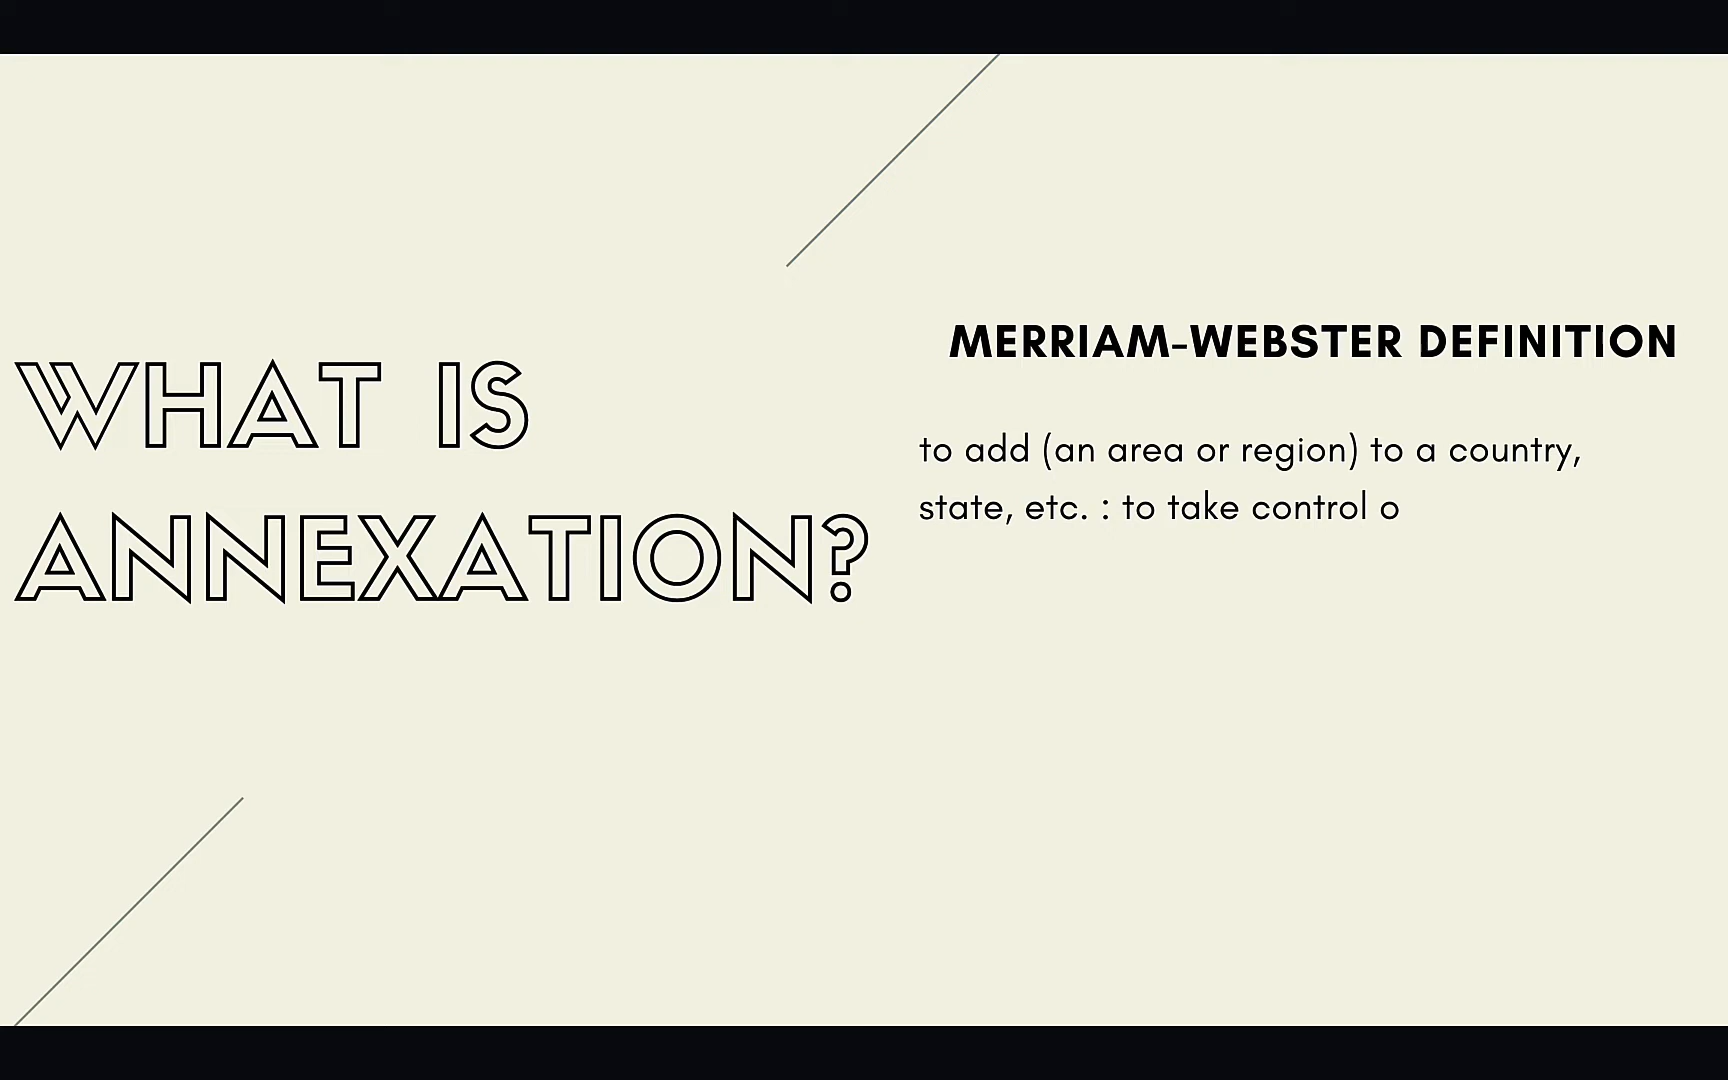 WHAT IS
ANNEXATION?
MERRIAM-WEBSTER DEFINITION
to add (an area or region) to a country,
state, etc. : to take control o